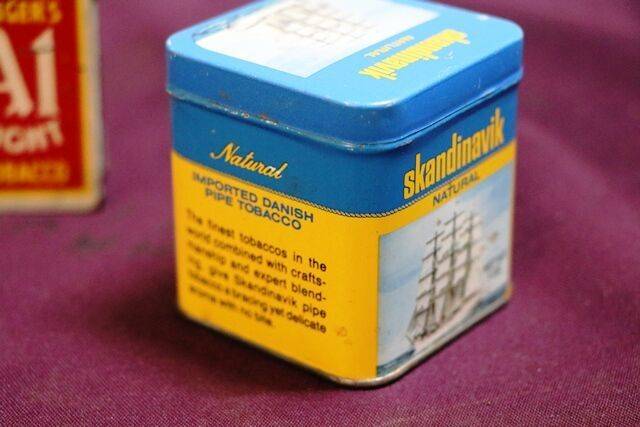 skandinavik
NATURAL
Natural
IMPORTED DANISH
PIPE TOBACCO
The finest tobaccos in the
world combined with crafts-
manship and expert blend-
ing, give Skandinavik pipe
tobacco a bracing yet delicate
aroma with no bite.
skandinavik
NATURAL
A1